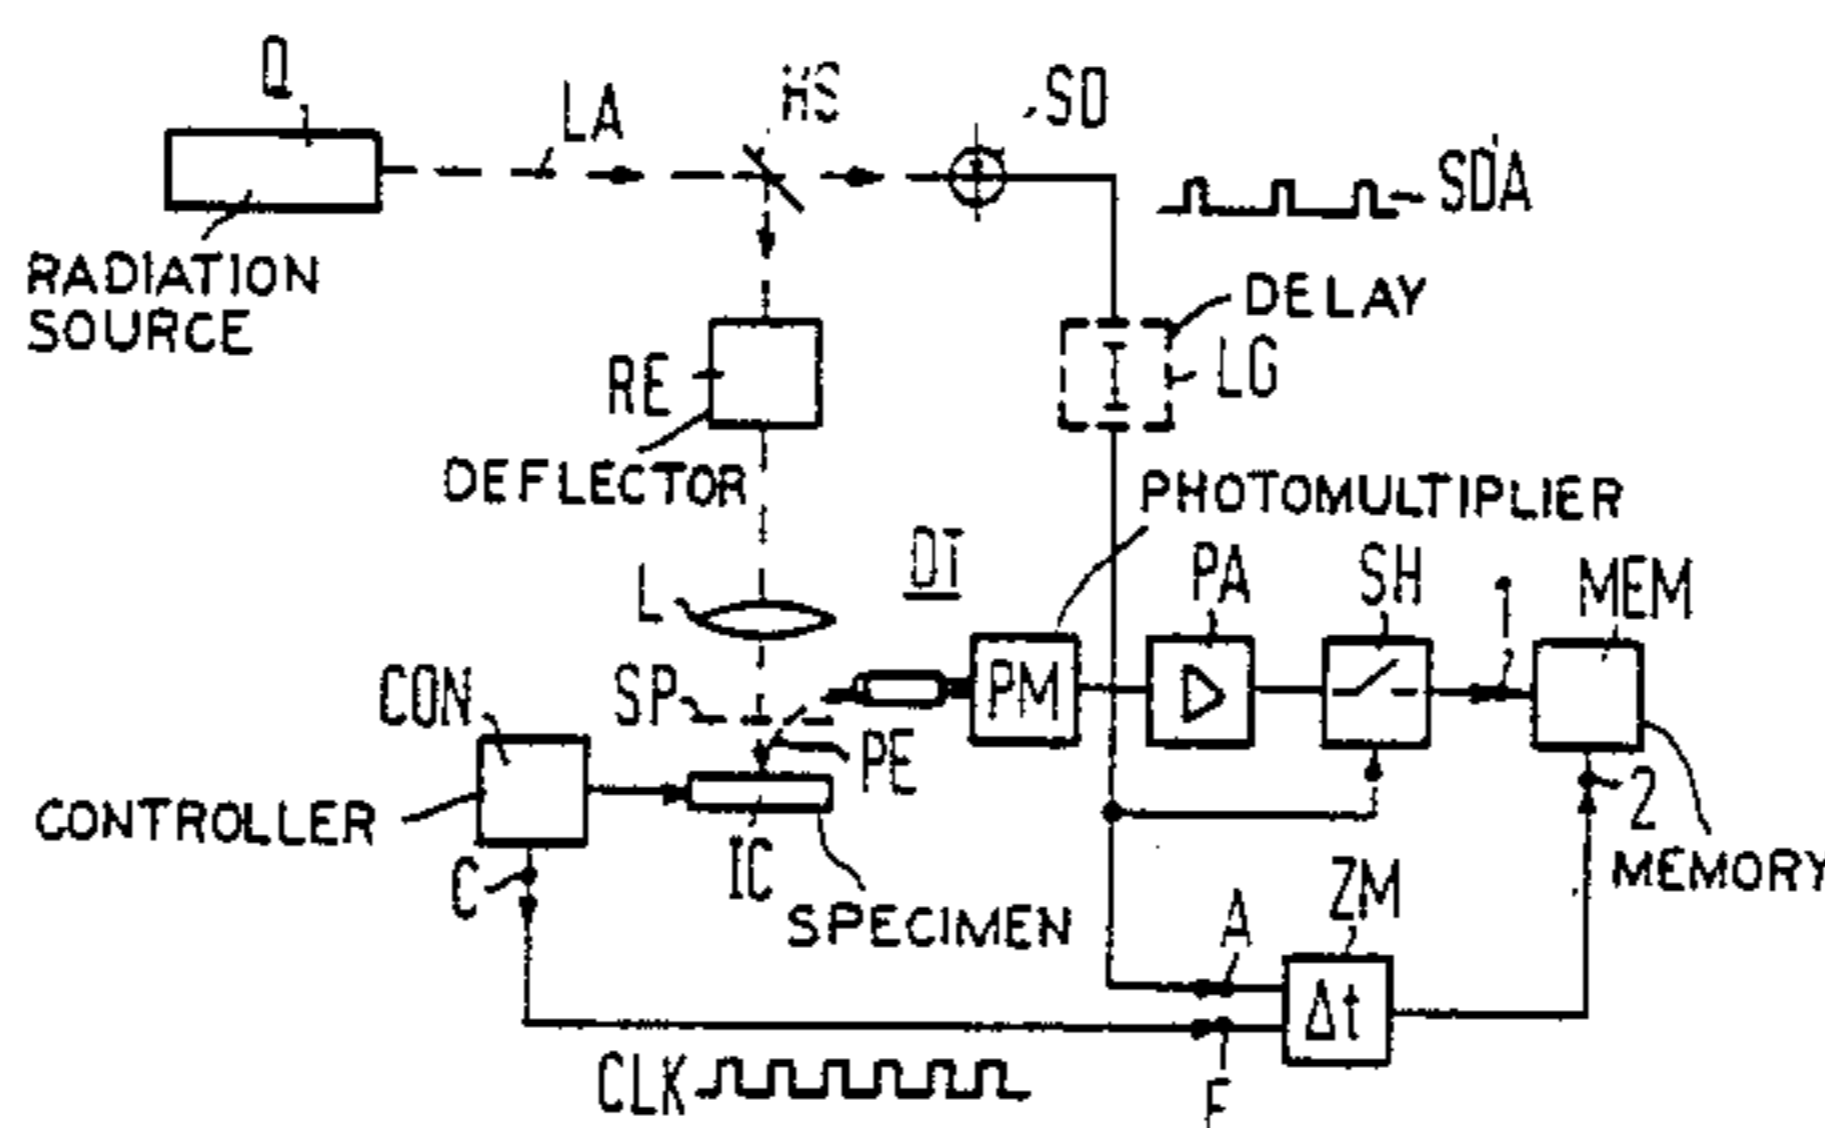 Q
LA
HS
SD
SDA
RADIATION
SOURCE
DELAY
LG
RE
DEFLECTOR
PHOTOMULTIPLIER
DT
L
PA
SH
1
MEM
CON
SP
PM
PE
CONTROLLER
2
IC
MEMORY
C
SPECIMEN
ZM
A
Δt
CLK